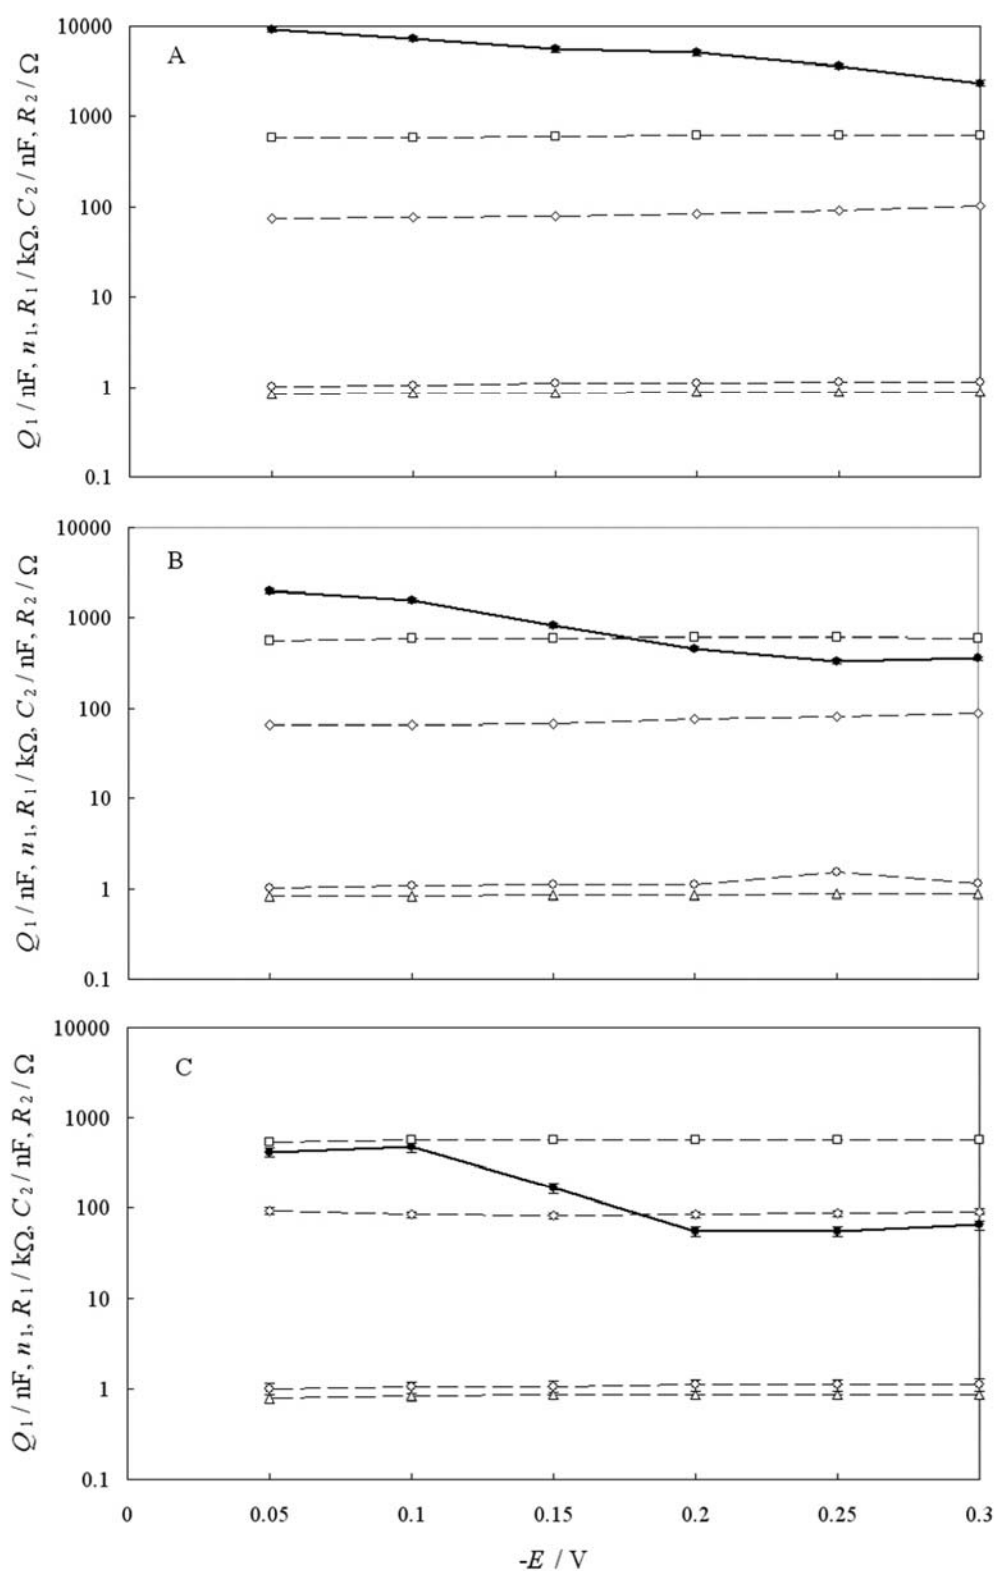 10000
A
1000
100
10
1
0.1
Q1 / nF, n1, R1 / kΩ, C2 / nF, R2 / Ω
10000
B
1000
100
10
1
0.1
Q1 / nF, n1, R1 / kΩ, C2 / nF, R2 / Ω
10000
C
1000
100
10
1
0.1
Q1 / nF, n1, R1 / kΩ, C2 / nF, R2 / Ω
0 0.05 0.1 0.15 0.2 0.25 0.3
-E / V